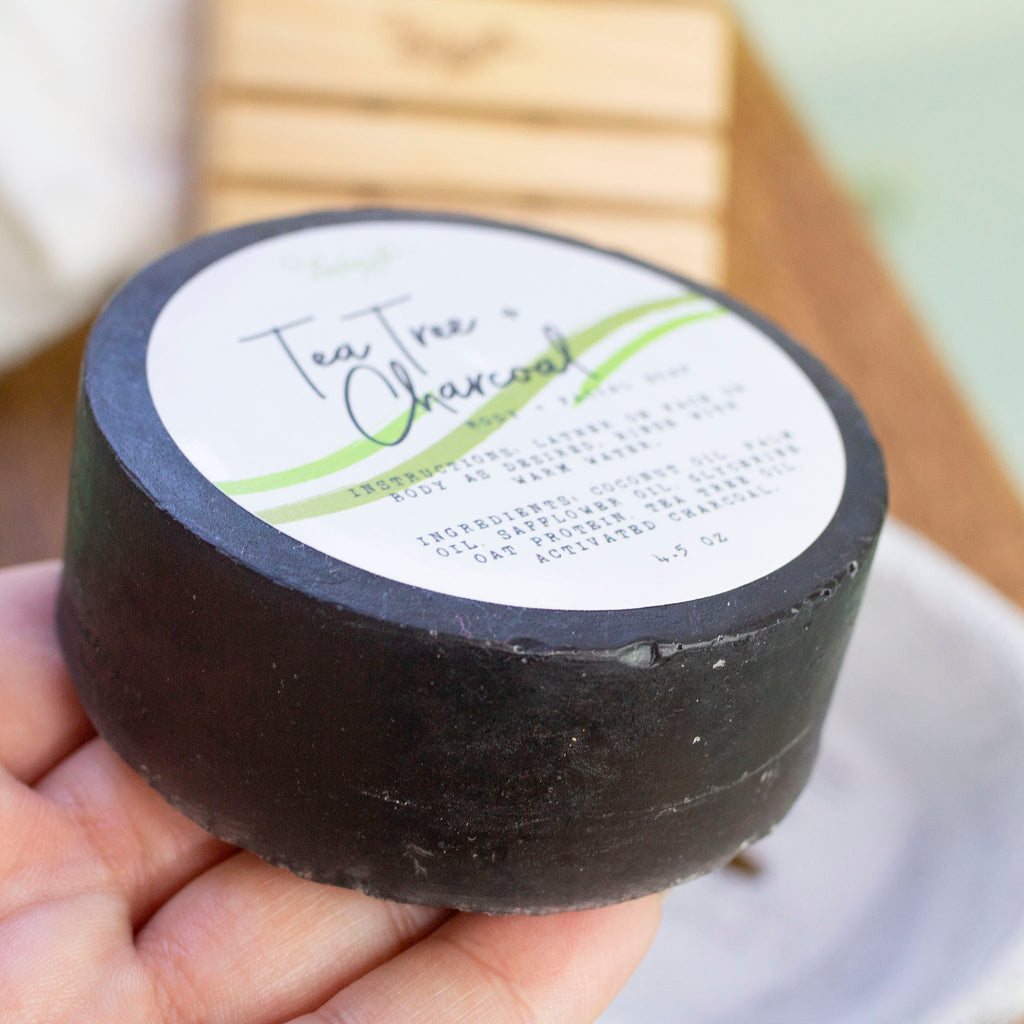 Tea Tree +
Charcoal
BODY + FACIAL SOAP
INSTRUCTIONS: LATHER ON FACE OR
BODY AS DESIRED. RINSE WITH
WARM WATER.
INGREDIENTS: COCONUT OIL, PALM
OIL, SAFFLOWER OIL, GLYCERINE
OAT PROTEIN, TEA TREE OIL,
ACTIVATED CHARCOAL.
4.5 OZ